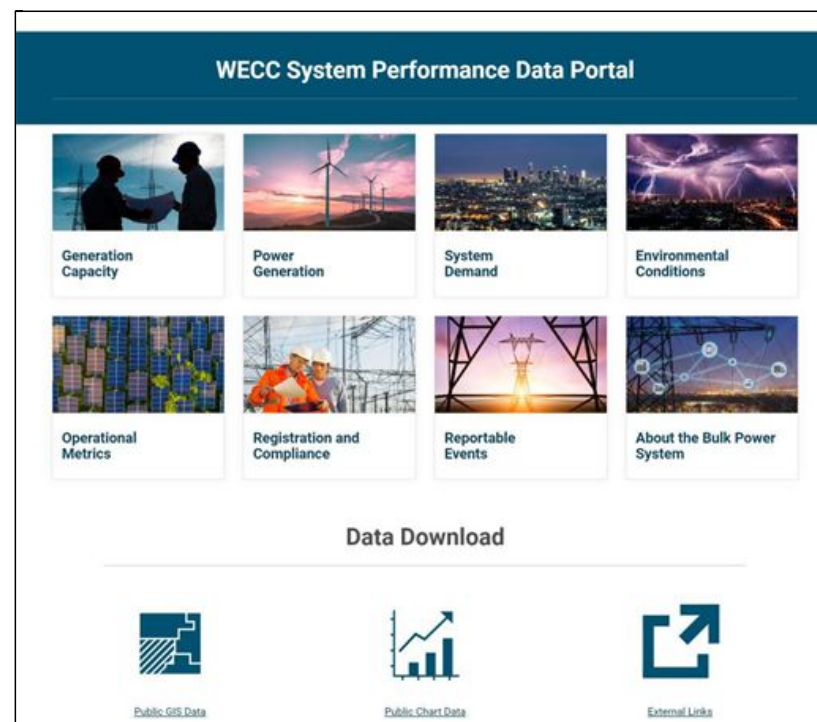 WECC System Performance Data Portal
Generation
Capacity
Power
Generation
System
Demand
Environmental
Conditions
Operational
Metrics
Registration and
Compliance
Reportable
Events
About the Bulk Power
System
Data Download
Public GIS Data
Public Chart Data
External Links